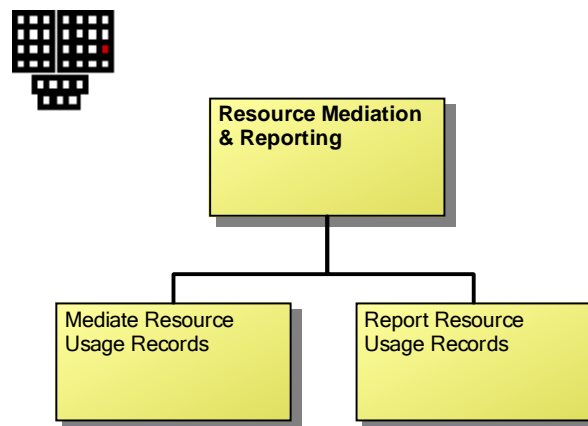 Resource Mediation
& Reporting
Mediate Resource
Usage Records
Report Resource
Usage Records